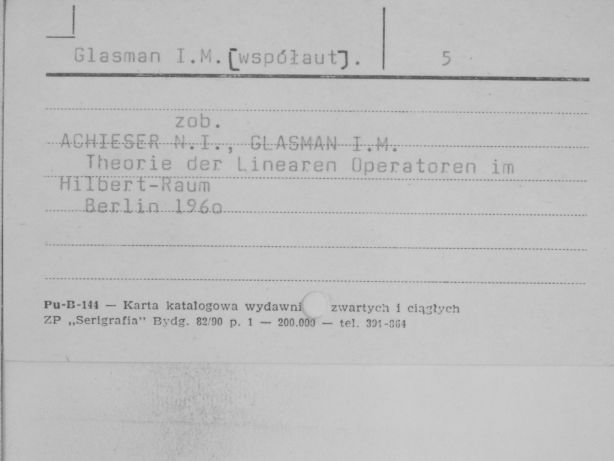 Glasman I.M.[współaut]. 5
zob.
ACHIESER N.I., GLASMAN I.M.
Theorie der Linearen Operatoren im
Hilbert-Raum
Berlin 196o
Pu-B-144 — Karta katalogowa wydawni zwartych i ciągłych
ZP „Serigrafia” Bydg. 82/90 p. 1 — 200.000 — tel. 391-864